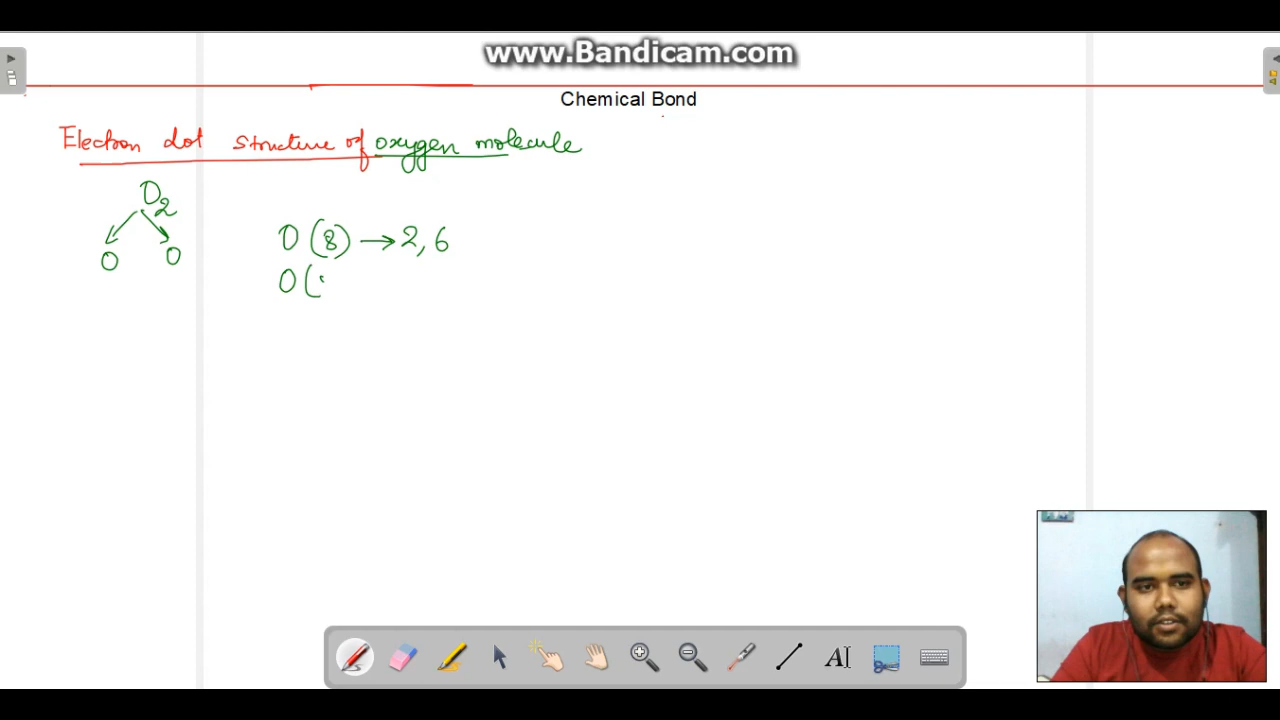 www.Bandicam.com
Chemical Bond
Electron dot structure of oxygen molecule
O2
O O
O (8) → 2, 6
O (